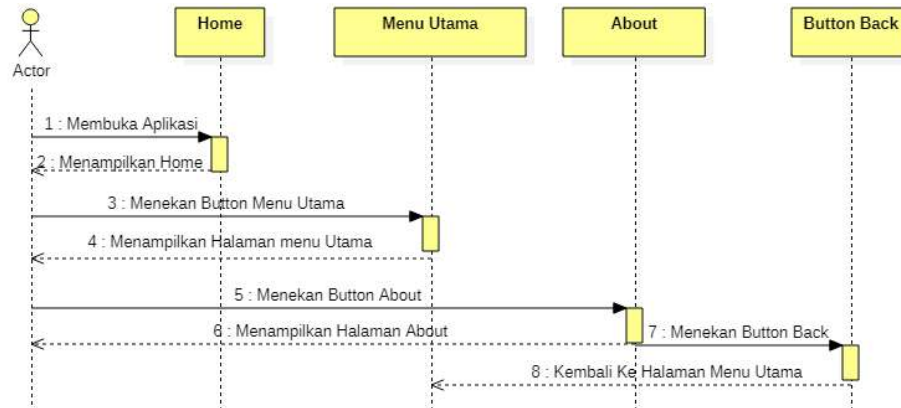 Home
Menu Utama
About
Button Back
Actor
1 : Membuka Aplikasi
2 : Menampilkan Home
3 : Menekan Button Menu Utama
4 : Menampilkan Halaman menu Utama
5 : Menekan Button About
6 : Menampilkan Halaman About
7 : Menekan Button Back
8 : Kembali Ke Halaman Menu Utama